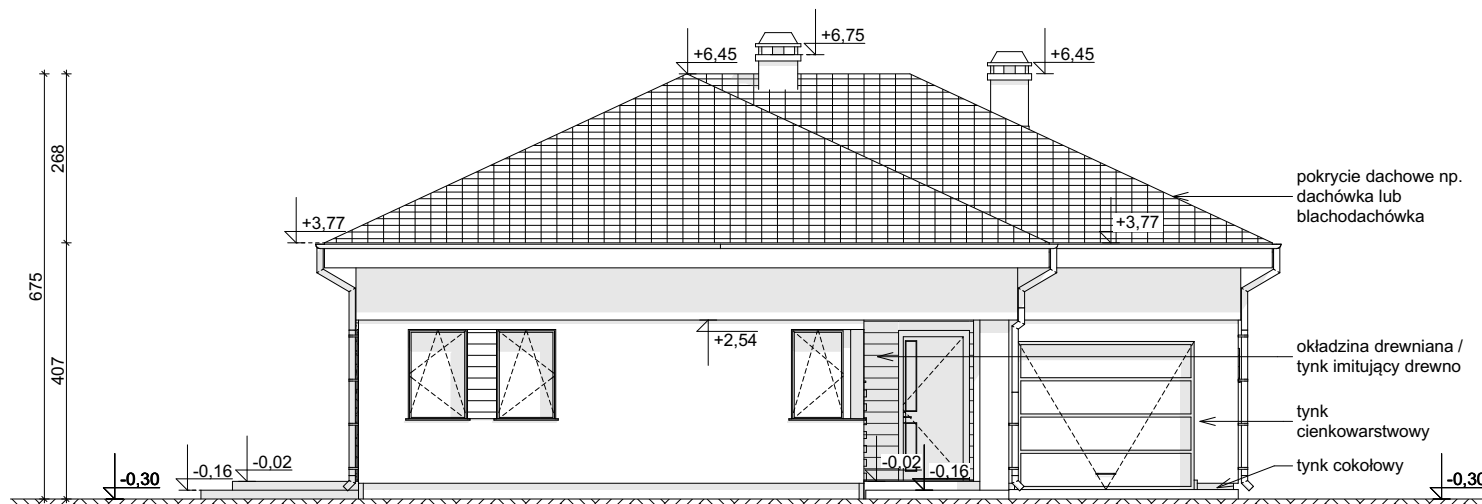 +6,45
+6,75
+6,45
268
675
407
pokrycie dachowe np.
dachówka lub
blachodachówka
+3,77
+3,77
+2,54
okładzina drewniana /
tynk imitujący drewno
tynk
cienkowarstwowy
tynk cokołowy
-0,30
-0,16
-0,02
-0,02
-0,16
-0,30